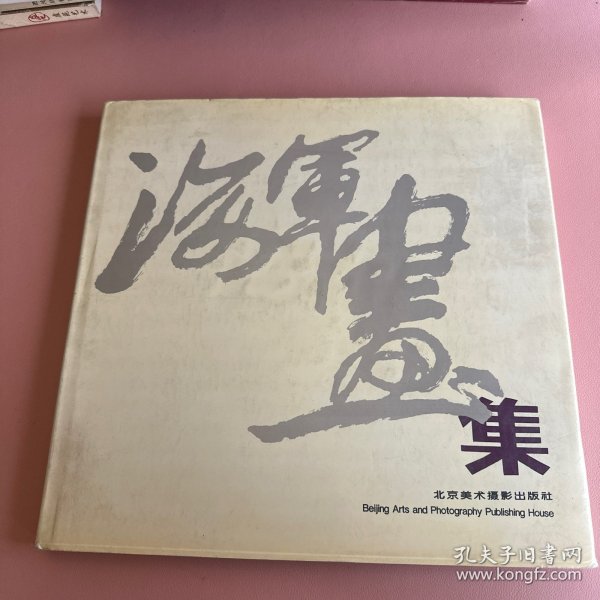 海軍畫
集
北京美术摄影出版社
Beijing Arts and Photography Publishing House
孔夫子旧书网
www.kongfz.com